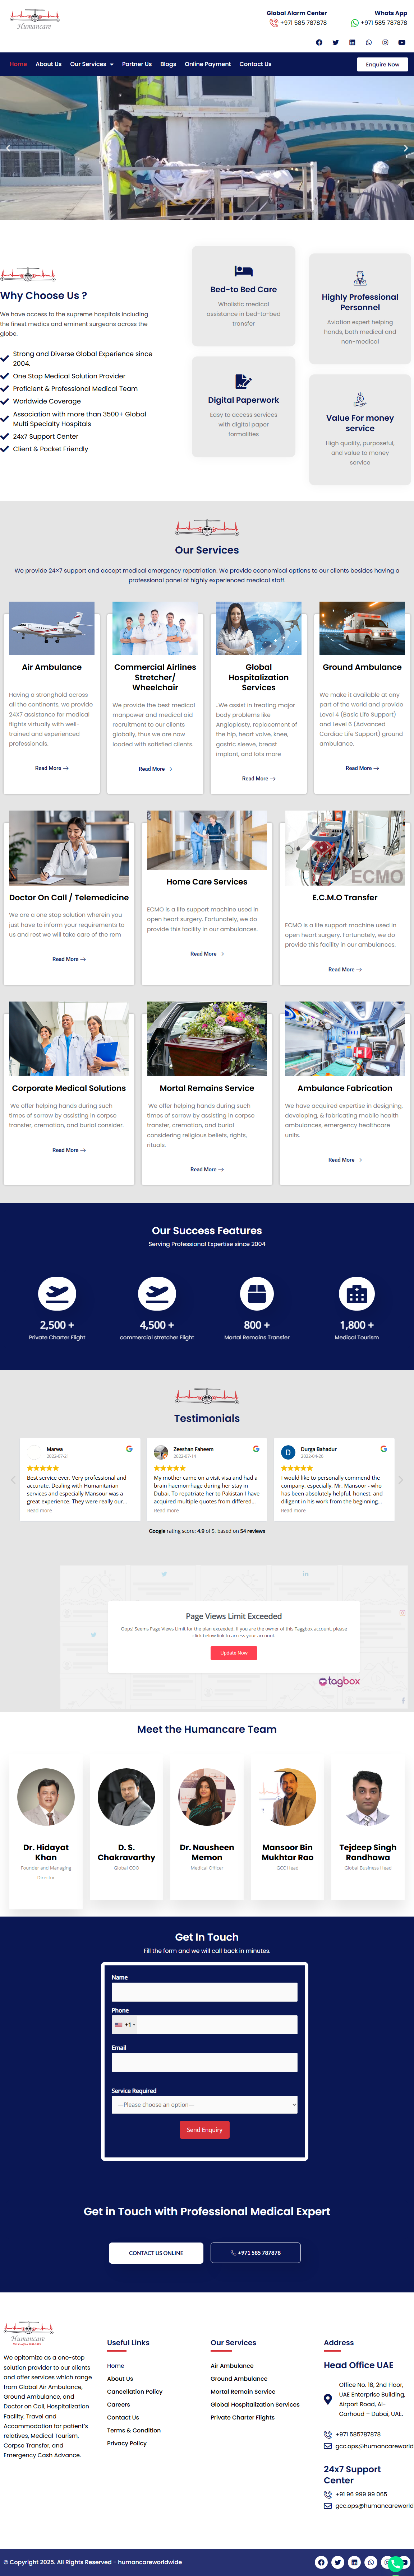 Humancare
Global Alarm Center
+971 585 787878
Whats App
+971 585 787878
Home
About Us
Our Services
Partner Us
Blogs
Online Payment
Contact Us
Enquire Now
Why Choose Us ?
We have access to the supreme hospitals including
the finest medics and eminent surgeons across the
globe.
Strong and Diverse Global Experience since
2004.
One Stop Medical Solution Provider
Proficient & Professional Medical Team
Worldwide Coverage
Association with more than 3500+ Global
Multi Specialty Hospitals
24x7 Support Center
Client & Pocket Friendly
Bed-to Bed Care
Wholistic medical
assistance in bed-to-bed
transfer
Digital Paperwork
Easy to access services
with digital paper
formalities
Highly Professional
Personnel
Aviation expert helping
hands, both medical and
non-medical
Value For money
service
High quality, purposeful,
and value to money
service
Our Services
We provide 24×7 support and accept medical emergency repatriation. We provide economical options to our clients besides having a
professional panel of highly experienced medical staff.
Air Ambulance
Having a stronghold across
all the continents, we provide
24X7 assistance for medical
flights virtually with well-
trained and experienced
professionals.
Read More
Commercial Airlines
Stretcher/
Wheelchair
We provide the best medical
manpower and medical aid
recruitment to our clients
globally, thus we are now
loaded with satisfied clients.
Read More
Global
Hospitalization
Services
..We assist in treating major
body problems like
Angioplasty, replacement of
the hip, heart valve, knee,
gastric sleeve, breast
implant, and lots more
Read More
Ground Ambulance
We make it available at any
part of the world and provide
Level 4 (Basic Life Support)
and Level 6 (Advanced
Cardiac Life Support) ground
ambulance.
Read More
Doctor On Call / Telemedicine
We are a one stop solution wherein you
just have to inform your requirements to
us and rest we will take care of the rem
Read More
Home Care Services
ECMO is a life support machine used in
open heart surgery. Fortunately, we do
provide this facility in our ambulances.
Read More
ECMO
E.C.M.O Transfer
ECMO is a life support machine used in
open heart surgery. Fortunately, we do
provide this facility in our ambulances.
Read More
Corporate Medical Solutions
We offer helping hands during such
times of sorrow by assisting in corpse
transfer, cremation, and burial consider.
Read More
Mortal Remains Service
We offer helping hands during such
times of sorrow by assisting in corpse
transfer, cremation, and burial
considering religious beliefs, rights,
rituals.
Read More
Ambulance Fabrication
We have acquired expertise in designing,
developing, & fabricating mobile health
ambulances, emergency healthcare
units.
Read More
Our Success Features
Serving Professional Expertise since 2004
2,500 +
Private Charter Flight
4,500 +
commercial stretcher Flight
800 +
Mortal Remains Transfer
1,800 +
Medical Tourism
Testimonials
Marwa
2022-07-21
Best service ever. Very professional and
accurate. Dealing with Humanitarian
services and especially Mansour was a
great experience. They were really our...
Read more
Zeeshan Faheem
2022-07-14
My mother came on a visit visa and had a
brain haemorrhage during her stay in
Dubai. To repatriate her to Pakistan I have
acquired multiple quotes from differed...
Read more
D
Durga Bahadur
2022-04-26
I would like to personally commend the
company, especially, Mr. Mansoor - who
has been absolutely helpful, honest, and
diligent in his work from the beginning...
Read more
Google rating score: 4.9 of 5, based on 54 reviews
Page Views Limit Exceeded
Oops! Seems Page Views Limit for the plan exceeded. If you are the owner of this Taggbox account, please
click below link to access your account.
Update Now
tagbox
Meet the Humancare Team
Dr. Hidayat
Khan
Founder and Managing
Director
D. S.
Chakravarthy
Global COO
Dr. Nausheen
Memon
Medical Officer
Mansoor Bin
Mukhtar Rao
GCC Head
Tejdeep Singh
Randhawa
Global Business Head
Get In Touch
Fill the form and we will call back in minutes.
Name
Phone
+1
Email
Service Required
—Please choose an option—
Send Enquiry
Get in Touch with Professional Medical Expert
CONTACT US ONLINE
+971 585 787878
Humancare
We epitomize as a one-stop
solution provider to our clients
and offer services which range
from Global Air Ambulance,
Ground Ambulance, and
Doctor on Call, Hospitalization
Facility, Travel and
Accommodation for patient's
relatives, Medical Tourism,
Corpse Transfer, and
Emergency Cash Advance.
Useful Links
Home
About Us
Cancellation Policy
Careers
Contact Us
Terms & Condition
Privacy Policy
Our Services
Air Ambulance
Ground Ambulance
Mortal Remain Service
Global Hospitalization Services
Private Charter Flights
Address
Head Office UAE
Office No. 18, 2nd Floor,
UAE Enterprise Building,
Airport Road, Al-
Garhoud – Dubai, UAE.
+971 585787878
gcc.ops@humancareworld
24x7 Support
Center
+91 96 999 99 065
gcc.ops@humancareworld
© Copyright 2025. All Rights Reserved - humancareworldwide